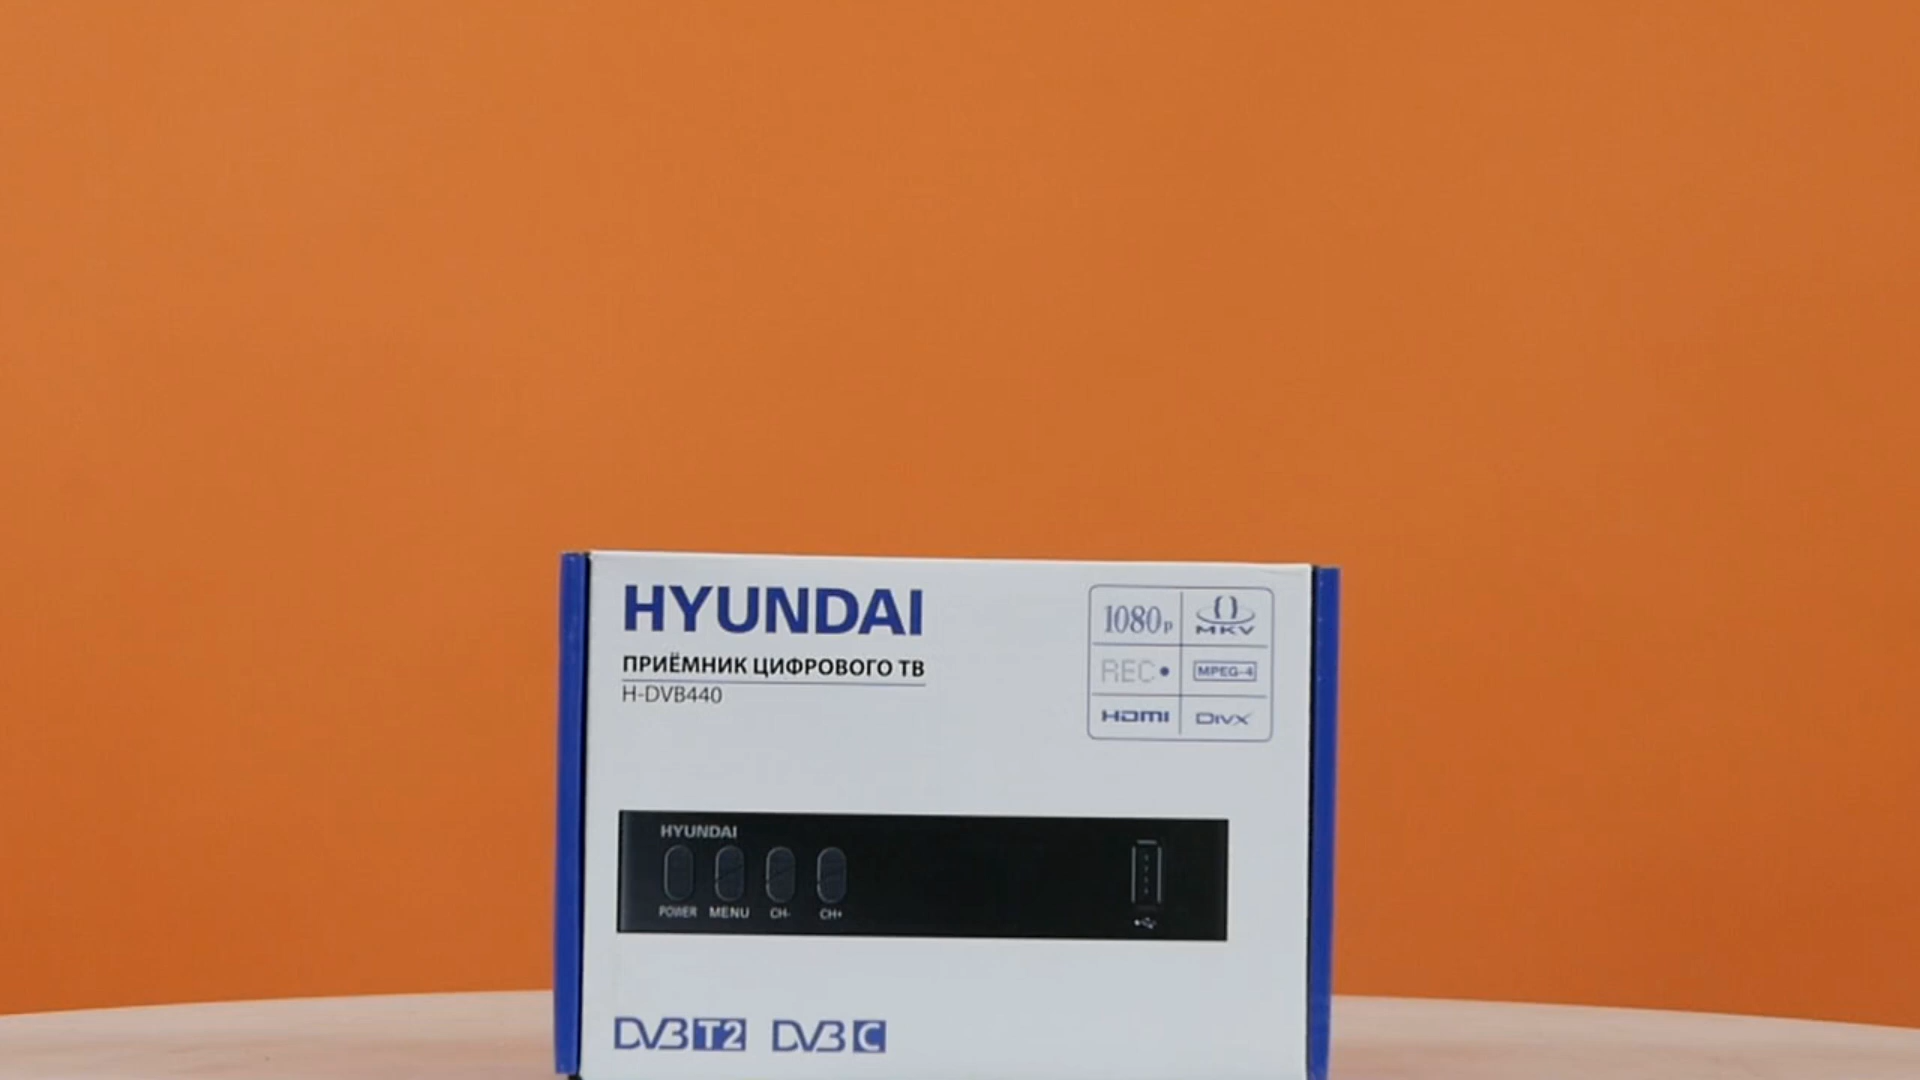 HYUNDAI
ПРИЁМНИК ЦИФРОВОГО ТВ
H-DVB440
1080p MKV
REC MPEG-4
HDMI DIVX
HYUNDAI
POWER MENU CH- CH+
DVB T2 DVB C